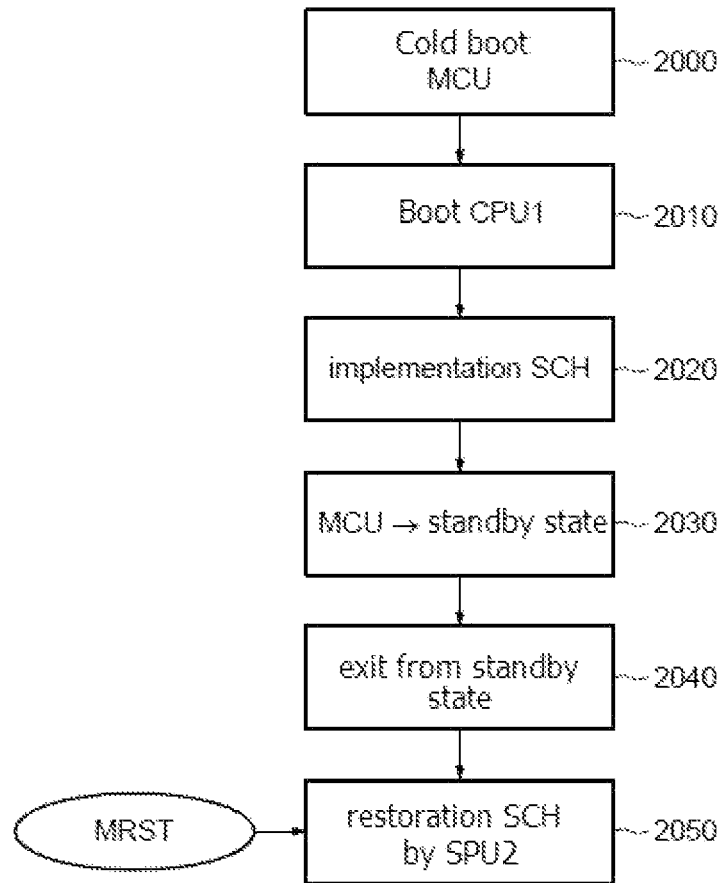 Cold boot
MCU
2000
Boot CPU1
2010
implementation SCH
2020
MCU → standby state
2030
exit from standby
state
2040
MRST
restoration SCH
by SPU2
2050